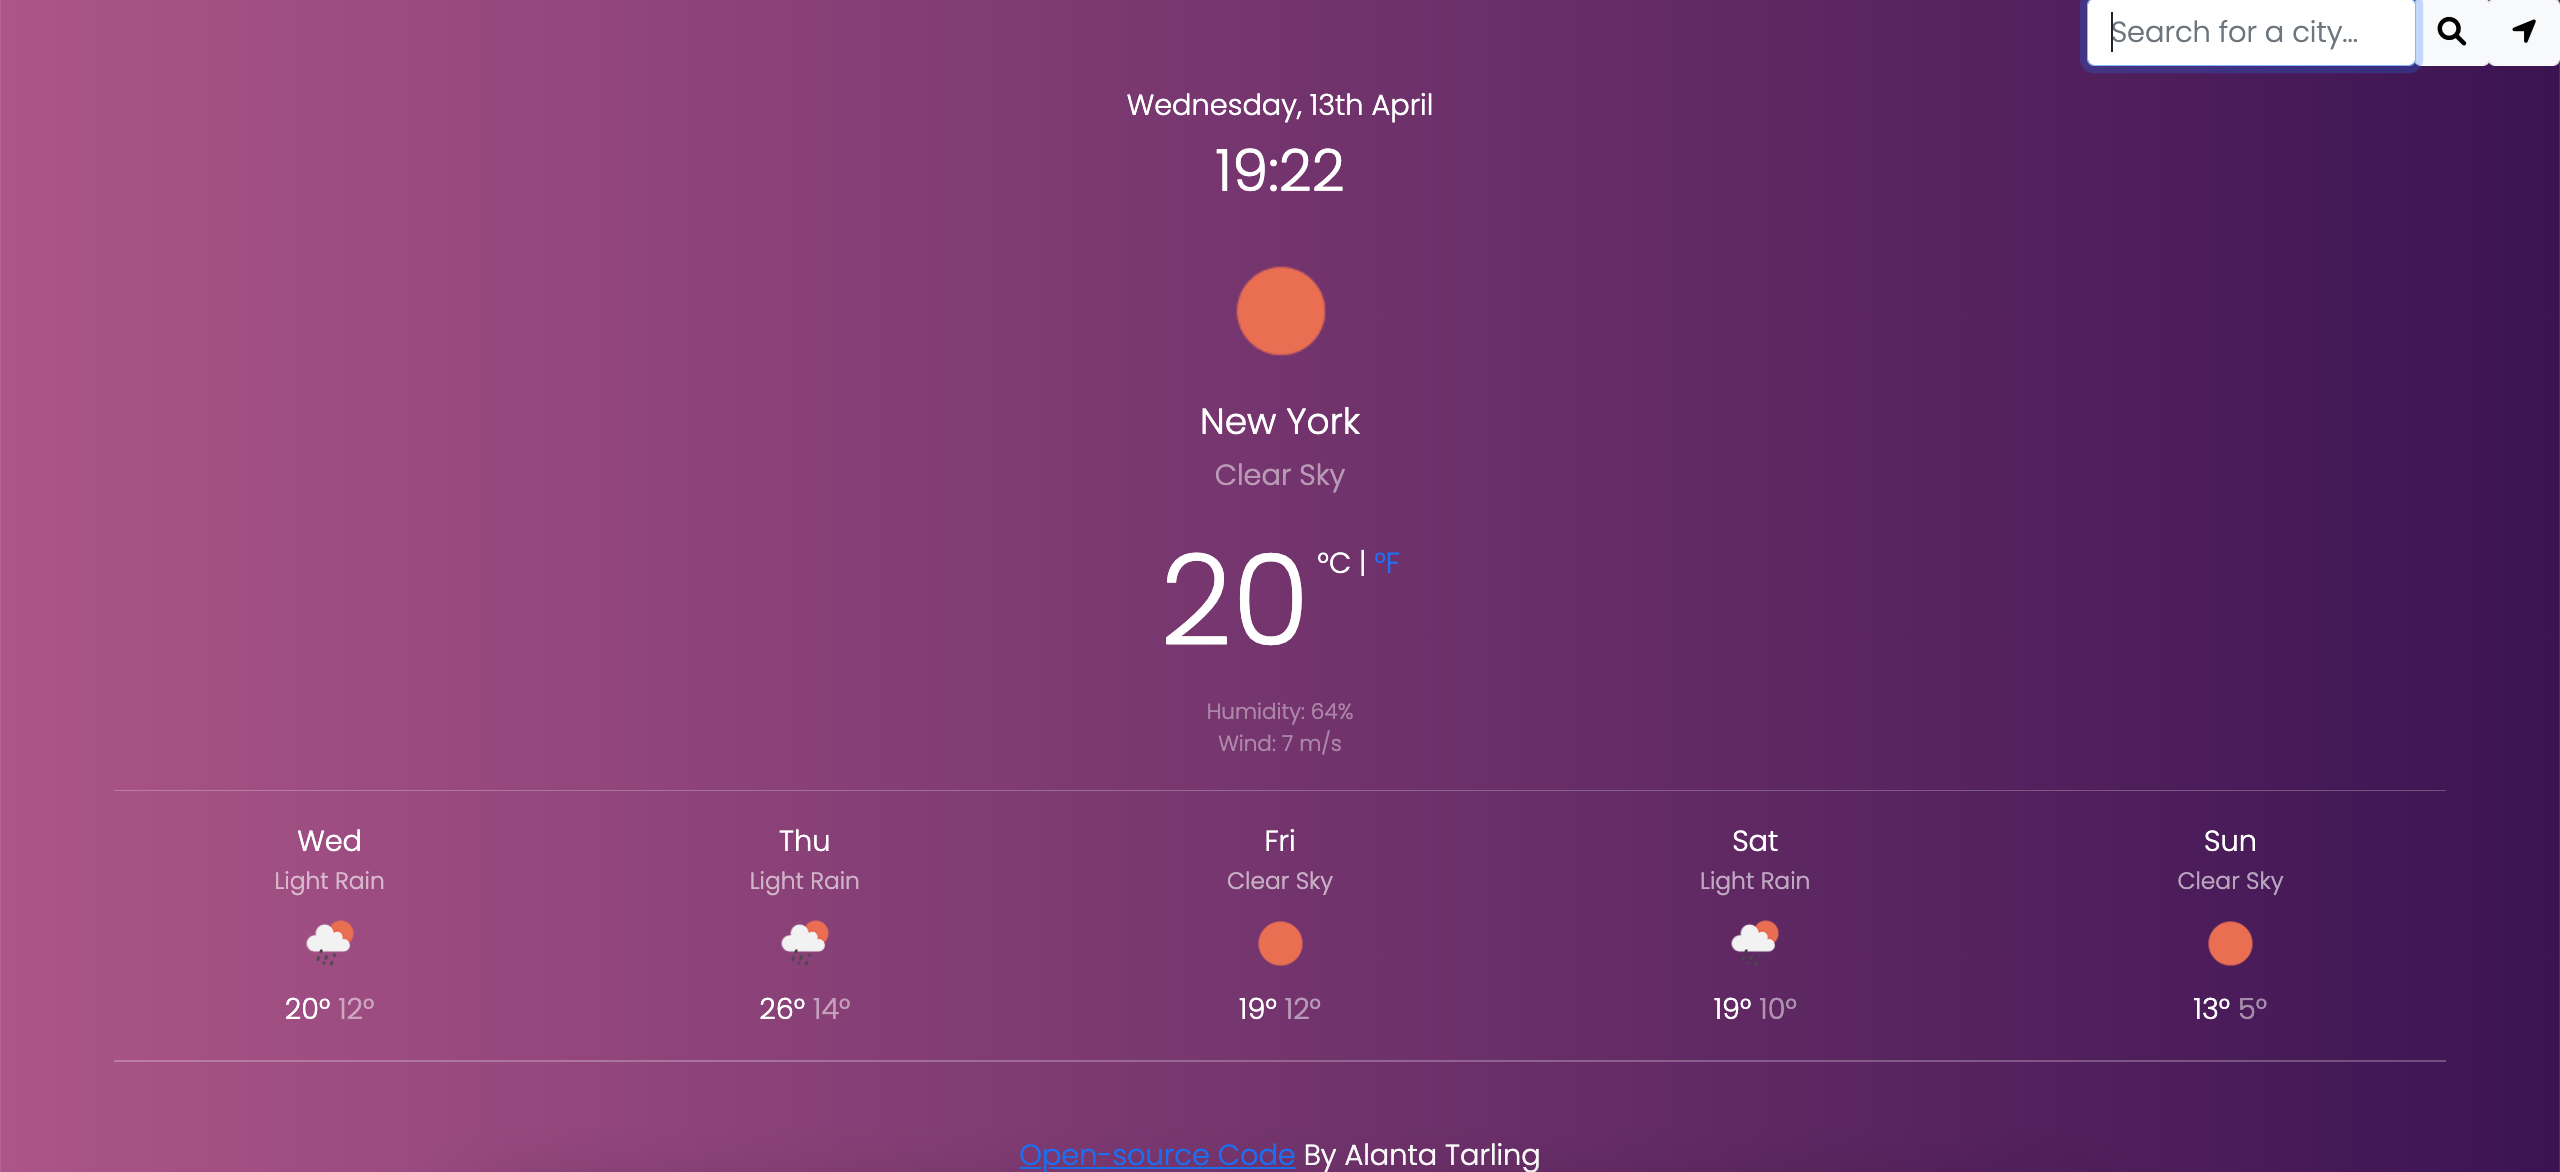 Search for a city...
Wednesday, 13th April
19:22
New York
Clear Sky
20 °C | °F
Humidity: 64%
Wind: 7 m/s
Wed Thu Fri Sat Sun
Light Rain Light Rain Clear Sky Light Rain Clear Sky
20° 12° 26° 14° 19° 12° 19° 10° 13° 5°
Open-source Code By Alanta Tarling